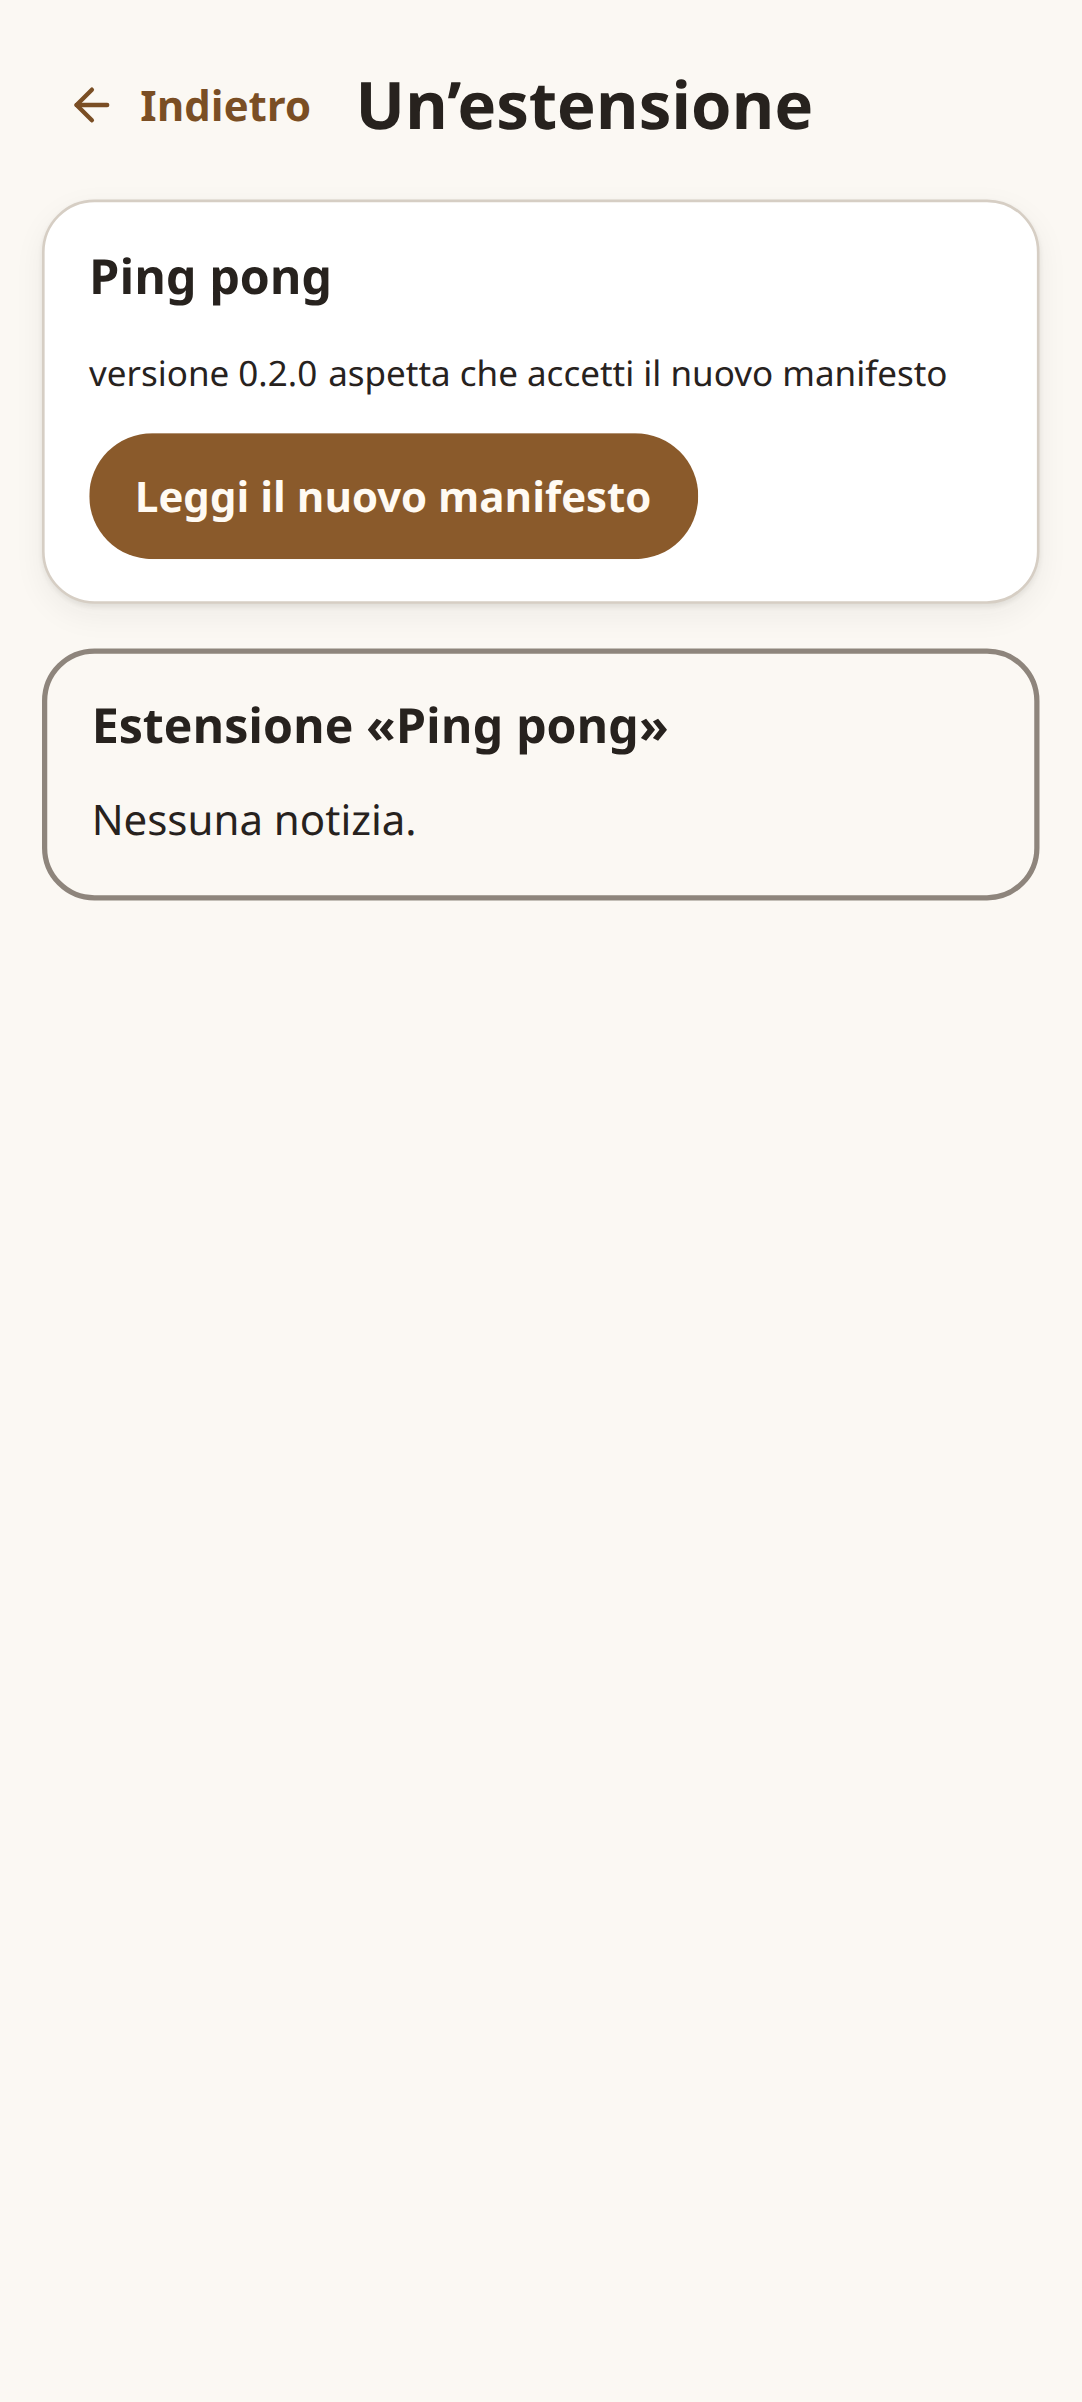 Indietro
Un’estensione
Ping pong
versione 0.2.0 aspetta che accetti il nuovo manifesto
Leggi il nuovo manifesto
Estensione «Ping pong»
Nessuna notizia.